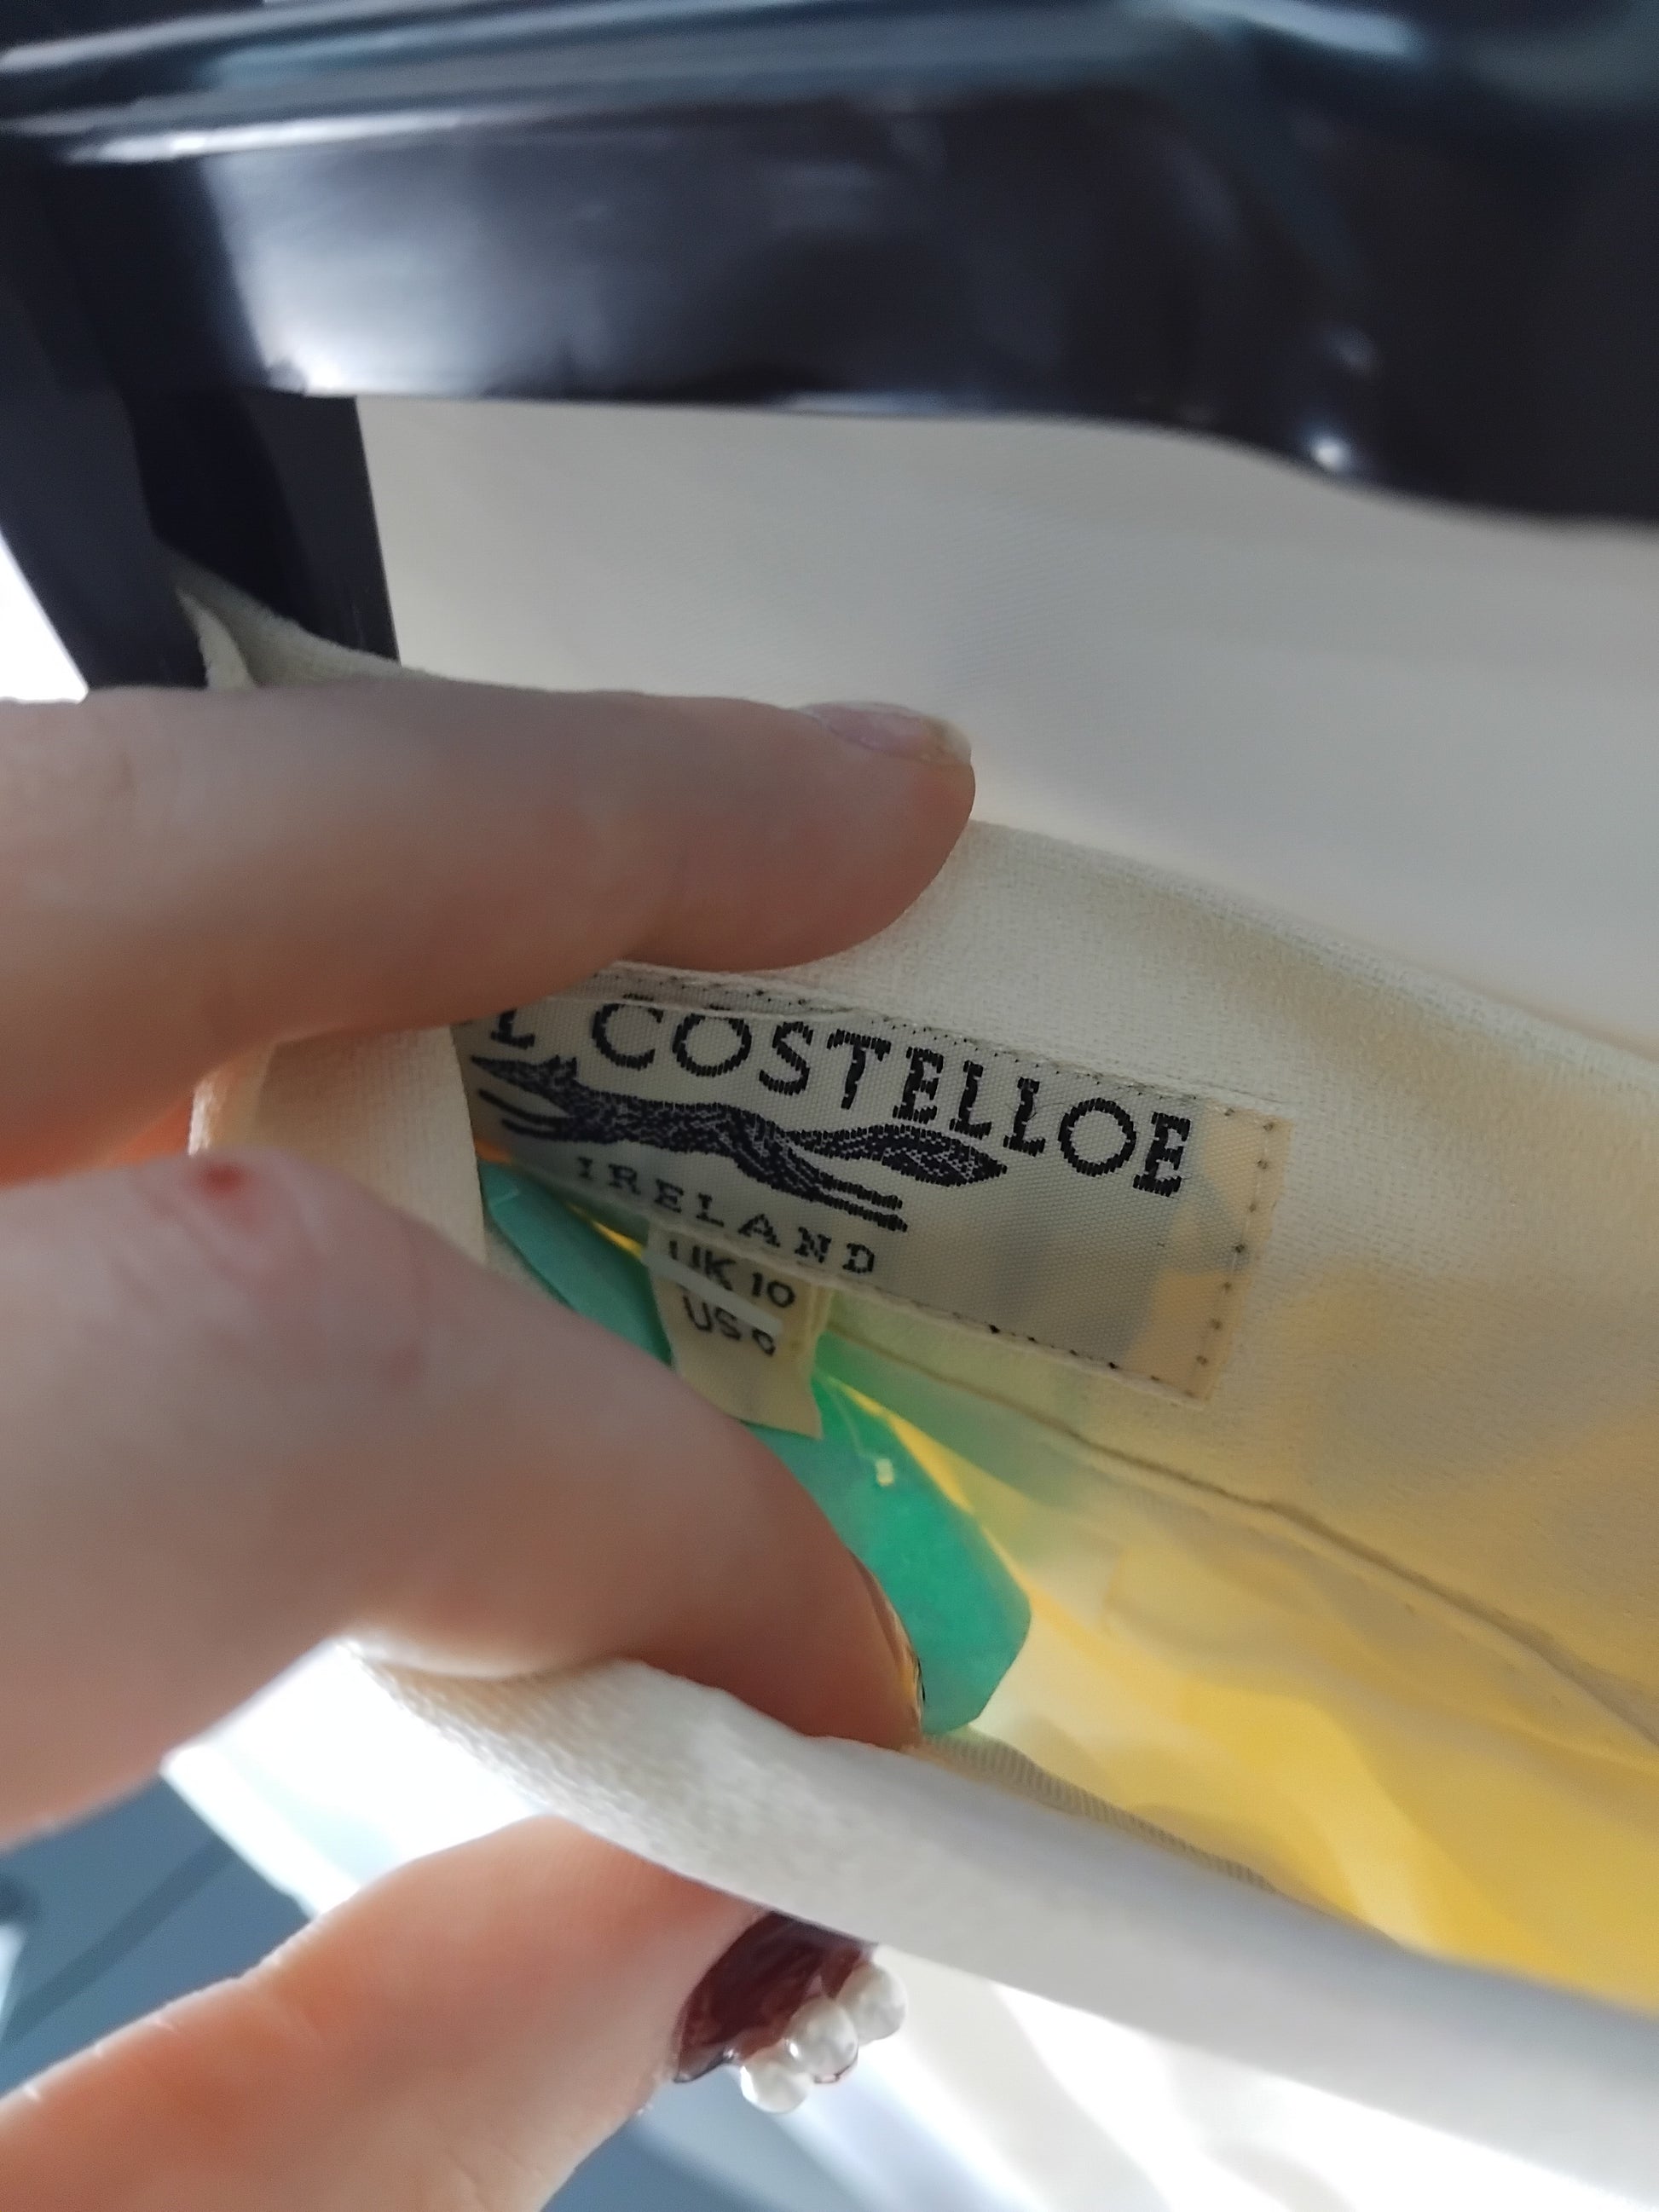 COSTELLOE
IRELAND
UK 10
US 6